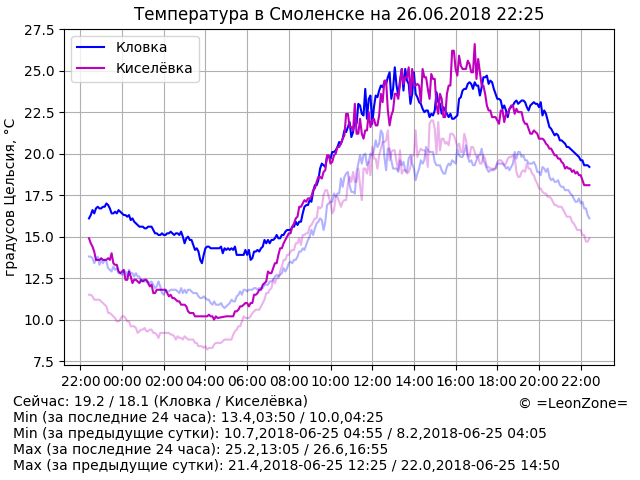 Температура в Смоленске на 26.06.2018 22:25
27.5
25.0
22.5
20.0
17.5
15.0
12.5
10.0
7.5
градусов Цельсия, °C
Кловка
Киселёвка
22:00 00:00 02:00 04:00 06:00 08:00 10:00 12:00 14:00 16:00 18:00 20:00 22:00
Сейчас: 19.2 / 18.1 (Кловка / Киселёвка)
© =LeonZone=
Min (за последние 24 часа): 13.4,03:50 / 10.0,04:25
Min (за предыдущие сутки): 10.7,2018-06-25 04:55 / 8.2,2018-06-25 04:05
Max (за последние 24 часа): 25.2,13:05 / 26.6,16:55
Max (за предыдущие сутки): 21.4,2018-06-25 12:25 / 22.0,2018-06-25 14:50